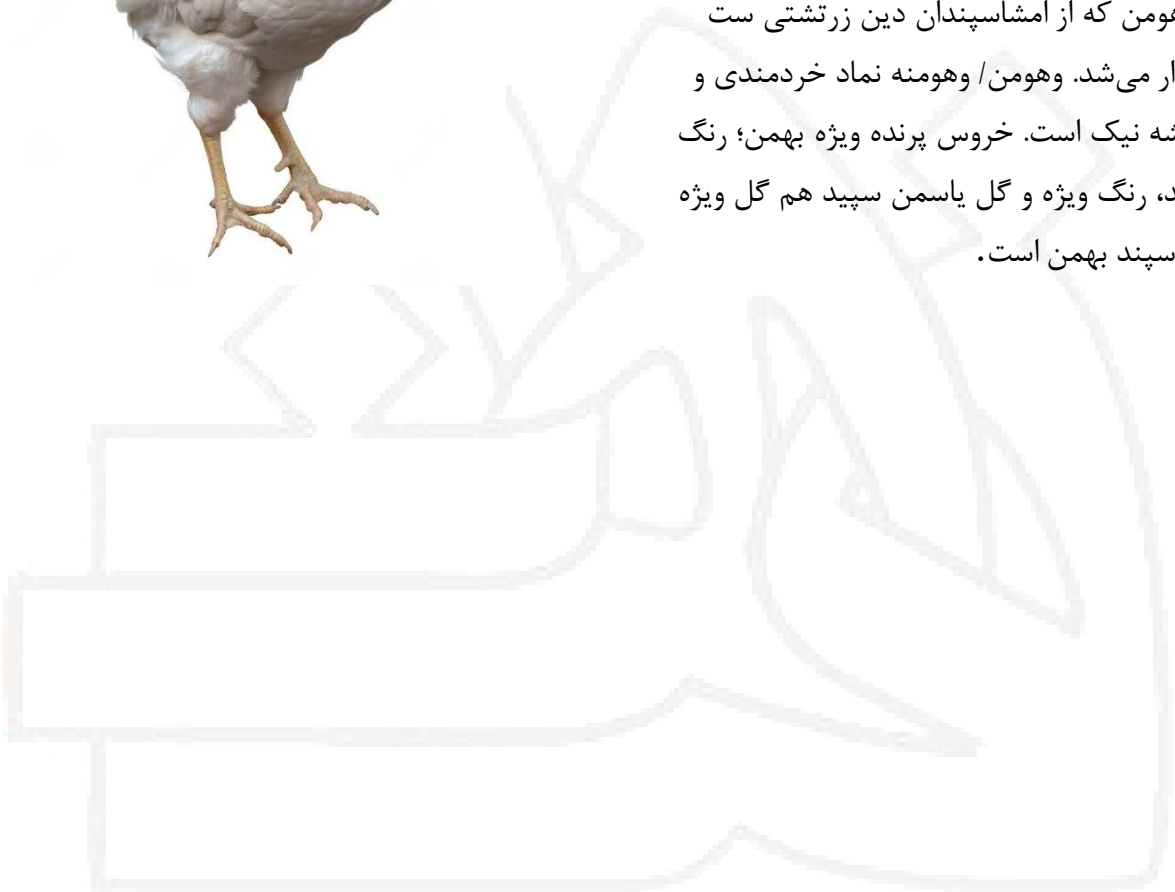 هومن که از امشاسپندان دین زرتشتی ست
ار می‌شد. وهومن/ وهومنه نماد خردمندی و
شه نیک است. خروس پرنده ویژه بهمن؛ رنگ
د، رنگ ویژه و گل یاسمن سپید هم گل ویژه
سپند بهمن است.